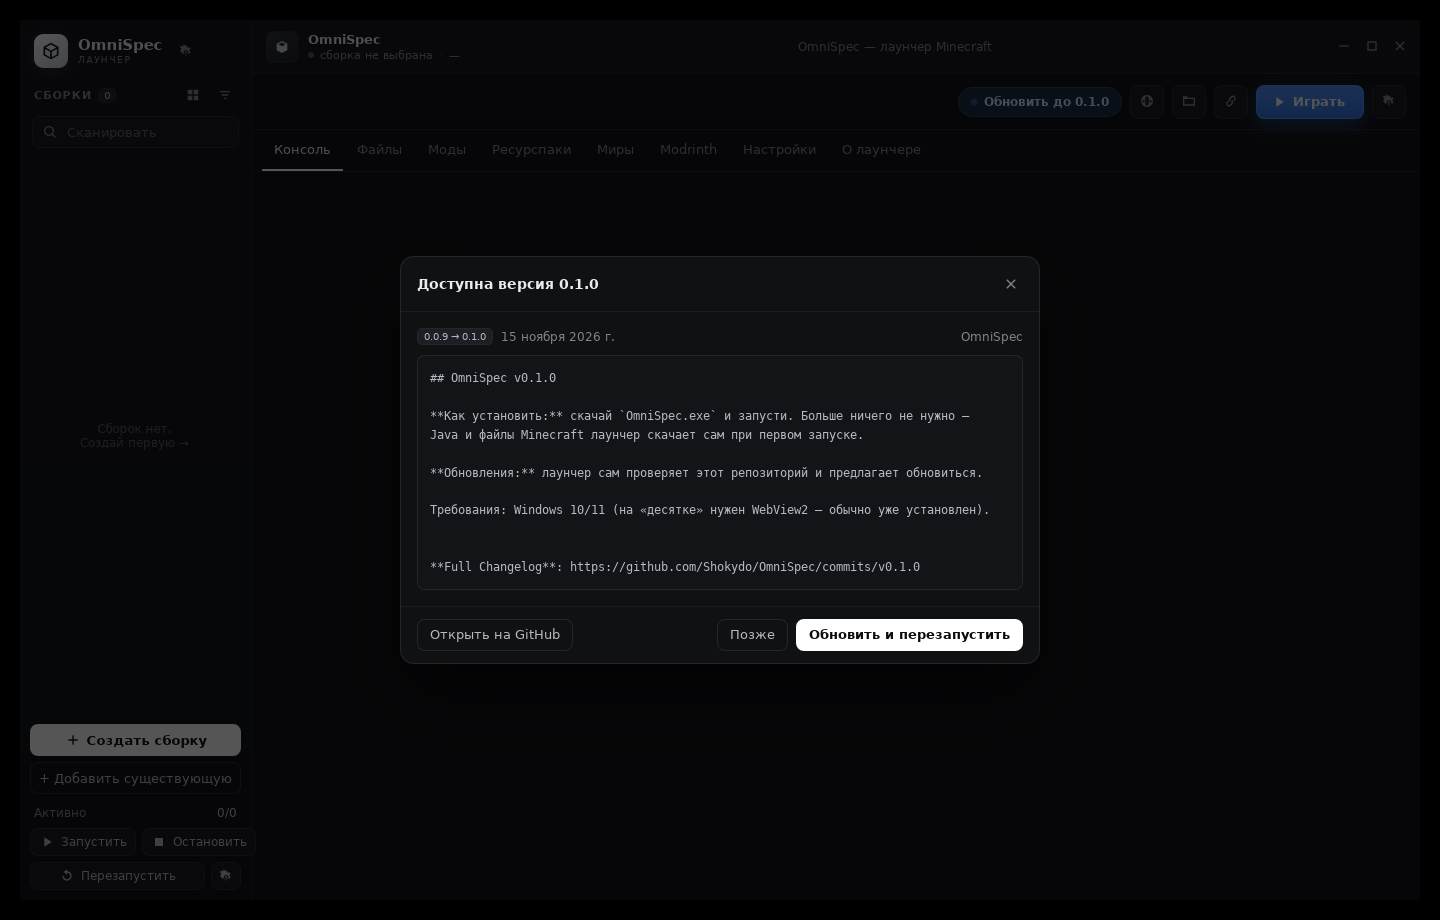 OmniSpec
ЛАУНЧЕР
СБОРКИ 0
Сканировать
Сборок нет.
Создай первую →
+ Создать сборку
+ Добавить существующую
Активно 0/0
Запустить Остановить
Перезапустить
OmniSpec
сборка не выбрана · —
OmniSpec — лаунчер Minecraft
Обновить до 0.1.0
Играть
Консоль Файлы Моды Ресурспаки Миры Modrinth Настройки О лаунчере
Доступна версия 0.1.0
0.0.9 → 0.1.0 15 ноября 2026 г. OmniSpec
## OmniSpec v0.1.0
**Как установить:** скачай `OmniSpec.exe` и запусти. Больше ничего не нужно —
Java и файлы Minecraft лаунчер скачает сам при первом запуске.
**Обновления:** лаунчер сам проверяет этот репозиторий и предлагает обновиться.
Требования: Windows 10/11 (на «десятке» нужен WebView2 — обычно уже установлен).
**Full Changelog**: https://github.com/Shokydo/OmniSpec/commits/v0.1.0
Открыть на GitHub Позже Обновить и перезапустить